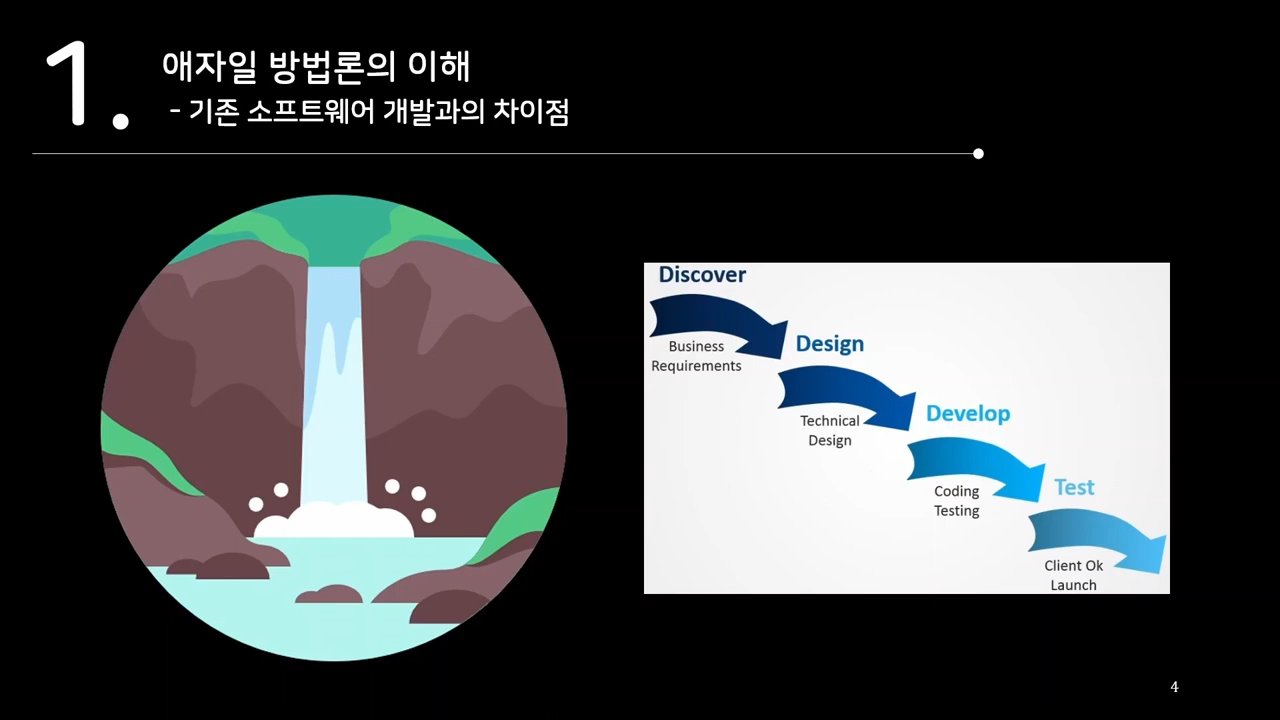 1.
애자일 방법론의 이해
- 기존 소프트웨어 개발과의 차이점
Discover
Business
Requirements
Design
Technical
Design
Develop
Coding
Testing
Test
Client Ok
Launch
4